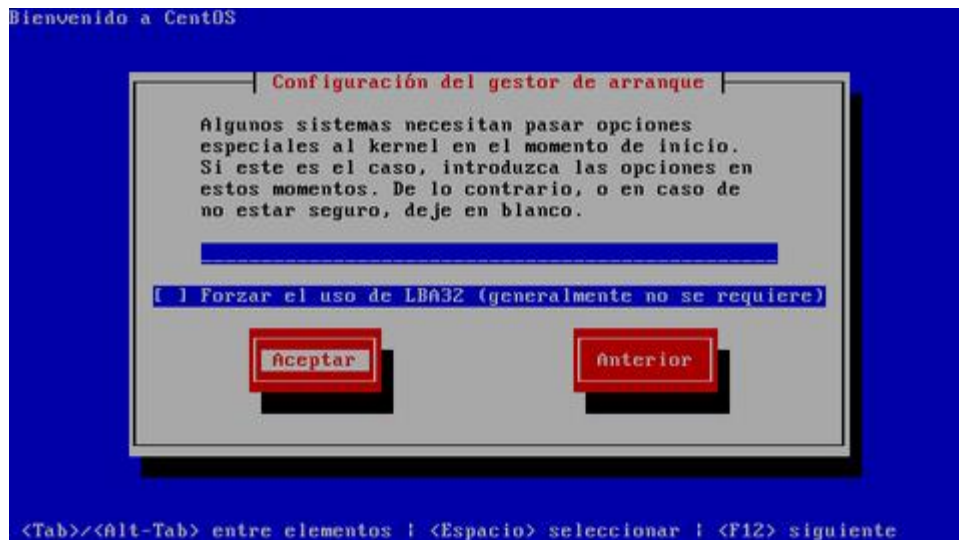 Bienvenido a CentOS
Configuración del gestor de arranque
Algunos sistemas necesitan pasar opciones
especiales al kernel en el momento de inicio.
Si este es el caso, introduzca las opciones en
estos momentos. De lo contrario, o en caso de
no estar seguro, deje en blanco.
[ ] Forzar el uso de LBA32 (generalmente no se requiere)
Aceptar Anterior
<Tab>/<Alt-Tab> entre elementos | <Espacio> seleccionar | <F12> siguiente